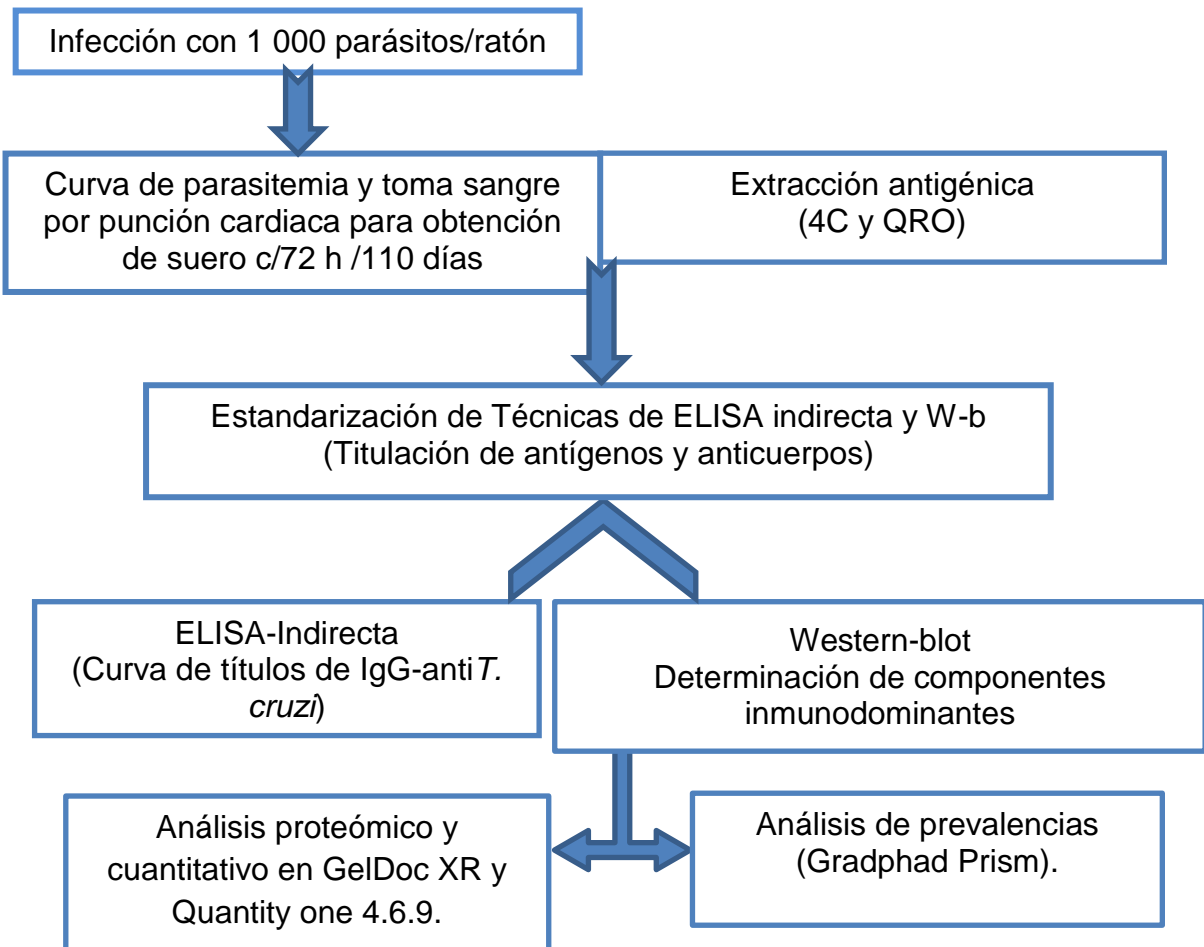 Infección con 1 000 parásitos/ratón
Curva de parasitemia y toma sangre
por punción cardiaca para obtención
de suero c/72 h /110 días
Extracción antigénica
(4C y QRO)
Estandarización de Técnicas de ELISA indirecta y W-b
(Titulación de antígenos y anticuerpos)
ELISA-Indirecta
(Curva de títulos de IgG-antiT.
cruzi)
Western-blot
Determinación de componentes
inmunodominantes
Análisis proteómico y
cuantitativo en GelDoc XR y
Quantity one 4.6.9.
Análisis de prevalencias
(Gradphad Prism).